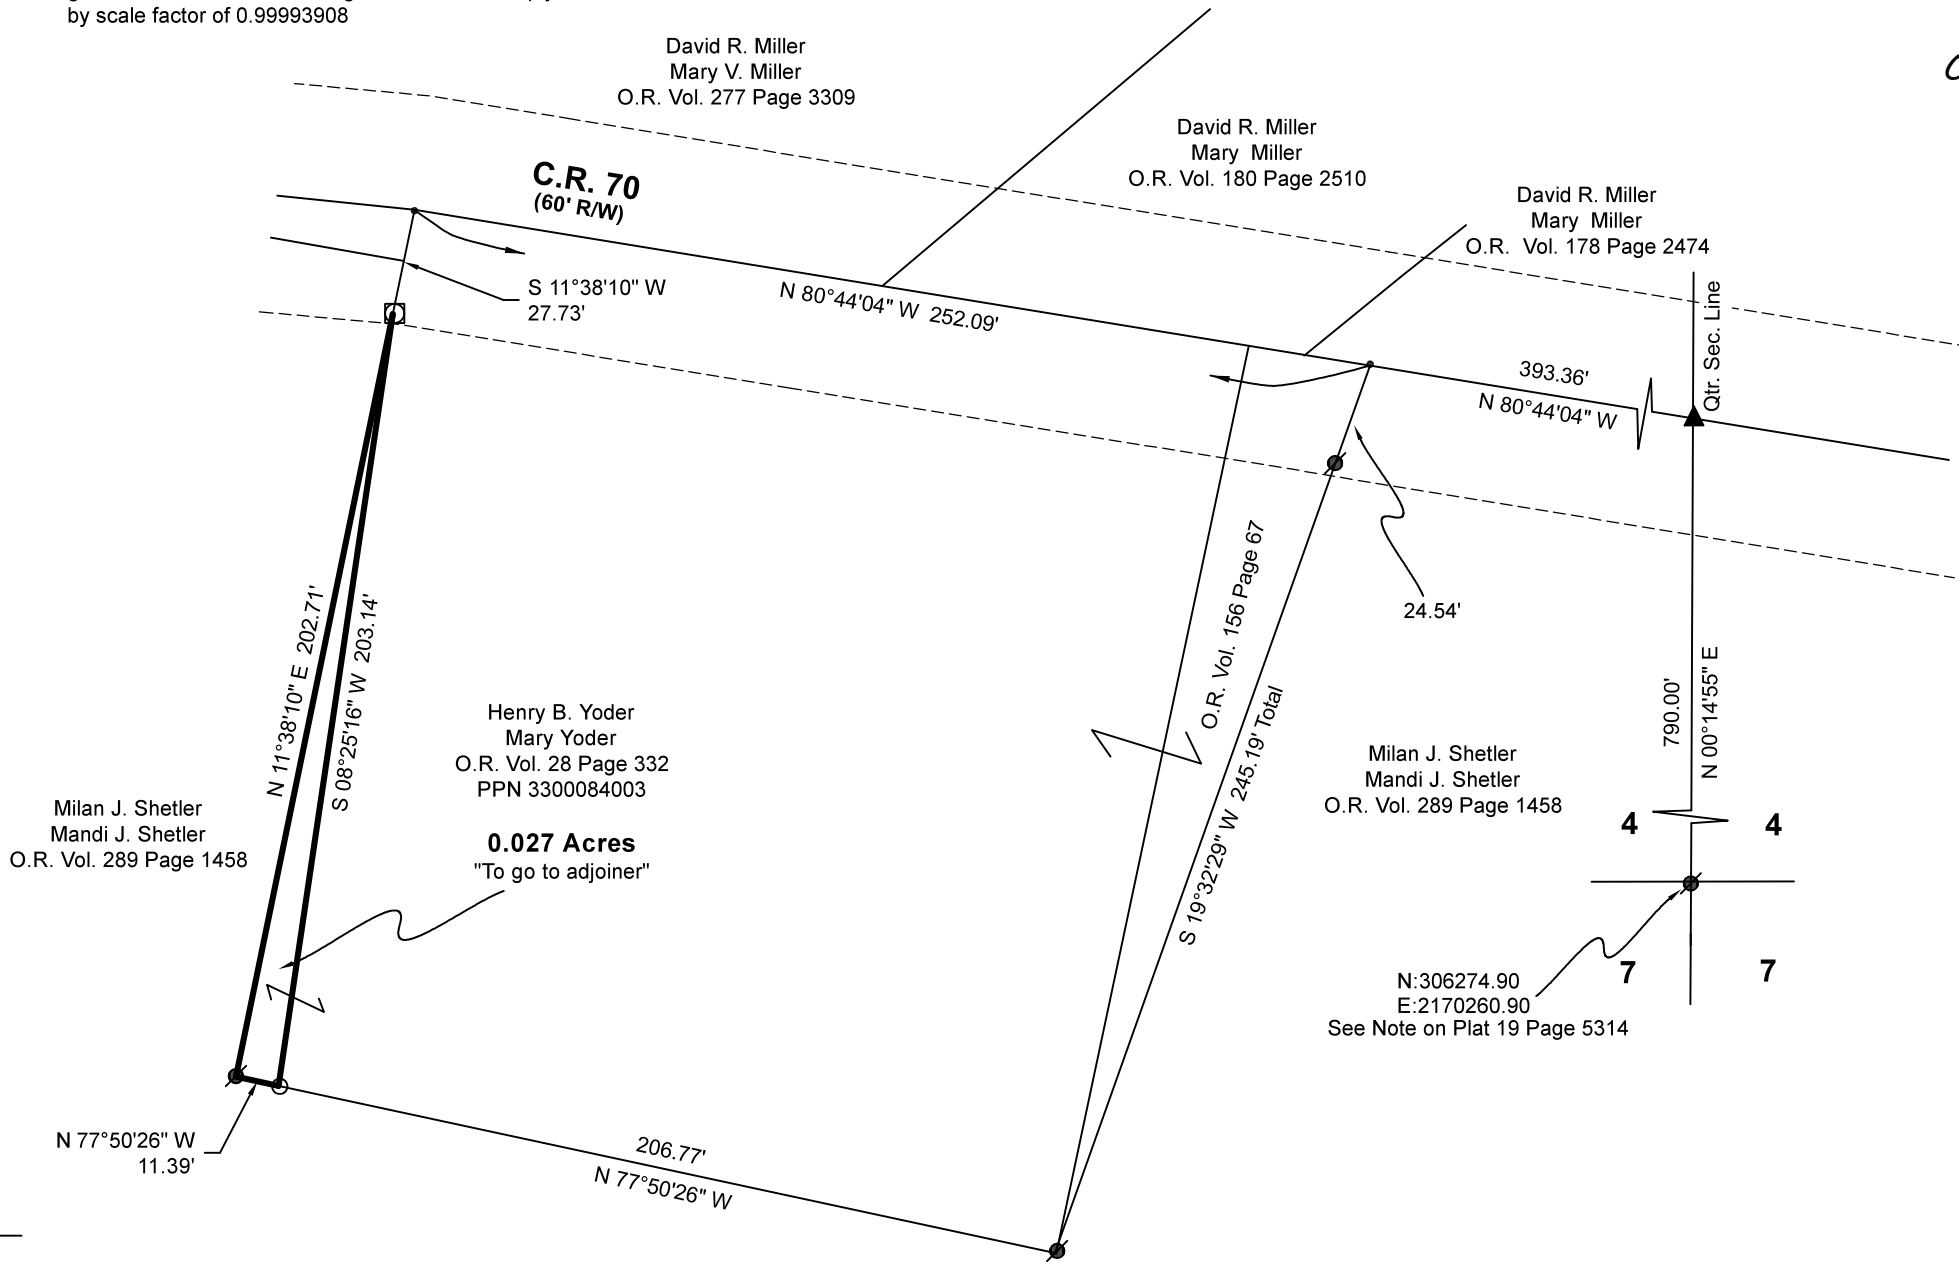 by scale factor of 0.99993908
David R. Miller
Mary V. Miller
O.R. Vol. 277 Page 3309
David R. Miller
Mary Miller
O.R. Vol. 180 Page 2510
David R. Miller
Mary Miller
O.R. Vol. 178 Page 2474
C.R. 70
(60' R/W)
S 11°38'10" W
27.73'
N 80°44'04" W 252.09'
393.36'
N 80°44'04" W
Qtr. Sec. Line
24.54'
O.R. Vol. 156 Page 67
S 19°32'29" W 245.19' Total
N 11°38'10" E 202.71'
S 08°25'16" W 203.14'
Henry B. Yoder
Mary Yoder
O.R. Vol. 28 Page 332
PPN 3300084003
0.027 Acres
"To go to adjoiner"
Milan J. Shetler
Mandi J. Shetler
O.R. Vol. 289 Page 1458
Milan J. Shetler
Mandi J. Shetler
O.R. Vol. 289 Page 1458
790.00'
N 00°14'55" E
4 4
7 7
N:306274.90
E:2170260.90
See Note on Plat 19 Page 5314
N 77°50'26" W
11.39'
206.77'
N 77°50'26" W